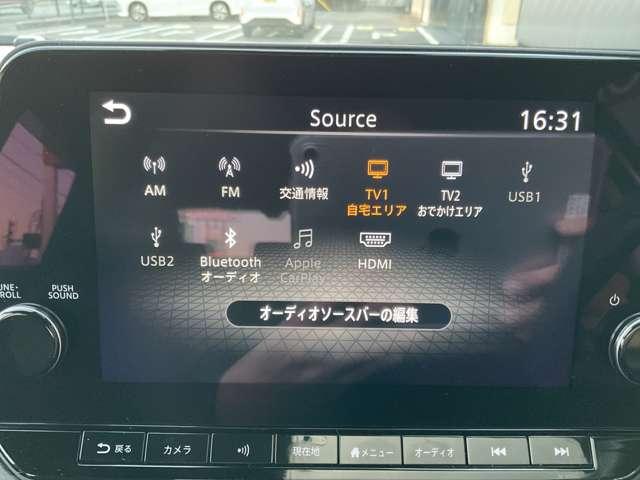 Source
16:31
AM
FM
交通情報
TV1
自宅エリア
TV2
おでかけエリア
USB1
USB2
Bluetooth
オーディオ
Apple
CarPlay
HDMI
オーディオソースバーの編集
PUSH
SOUND
戻る
カメラ
現在地
メニュー
オーディオ